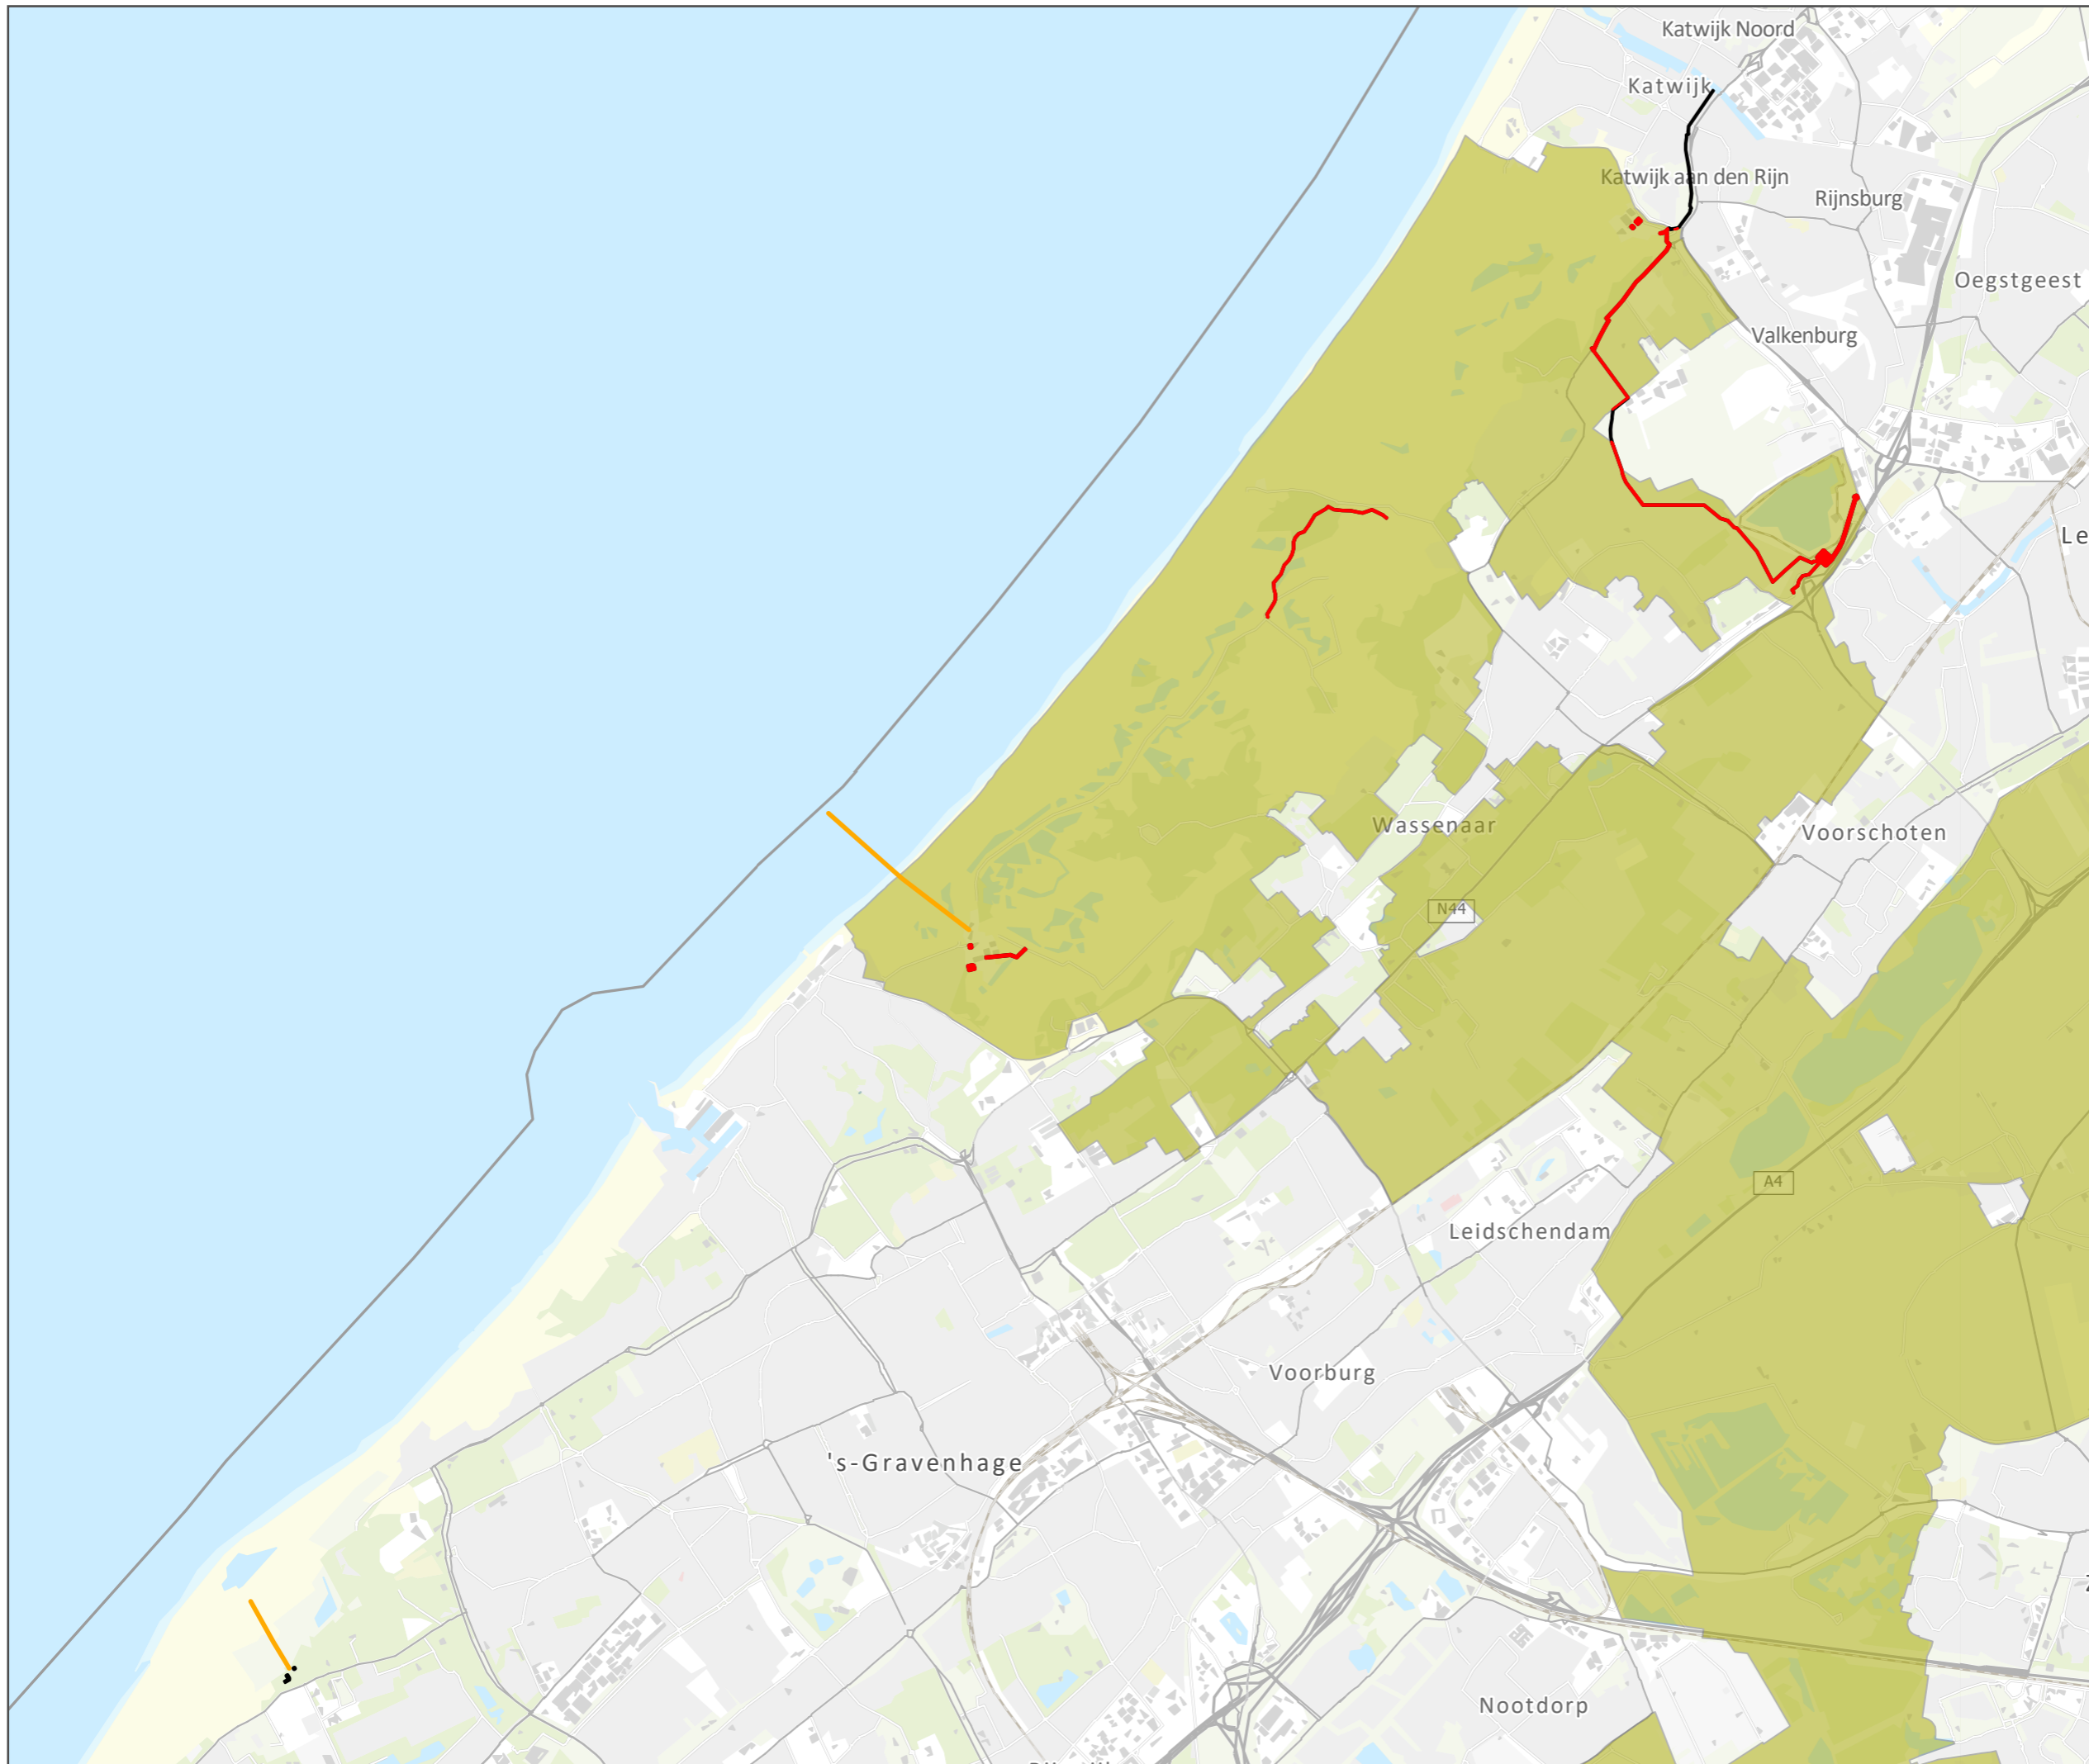 Katwijk Noord
Katwijk
Katwijk aan den Rijn
Rijnsburg
Oegstgeest
Valkenburg
Le
Wassenaar
Voorschoten
N44
A4
Leidschendam
Voorburg
's-Gravenhage
Nootdorp